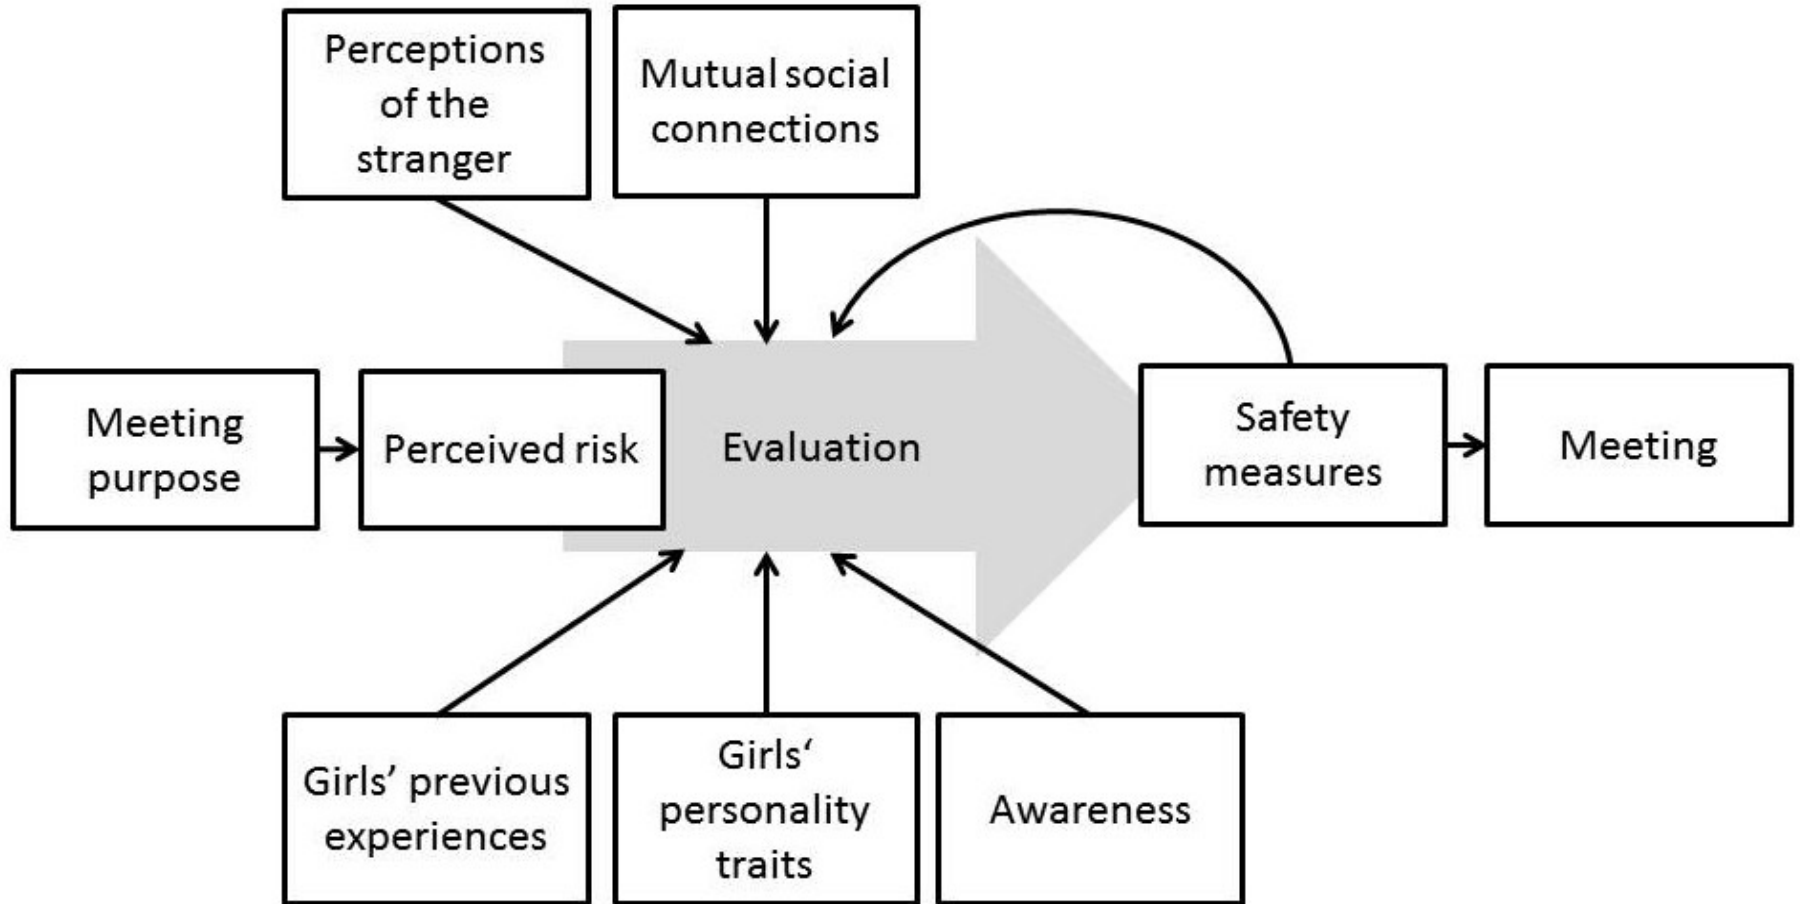 Perceptions
of the
stranger
Mutual social
connections
Meeting
purpose
Perceived risk
Evaluation
Safety
measures
Meeting
Girls’ previous
experiences
Girls‘
personality
traits
Awareness